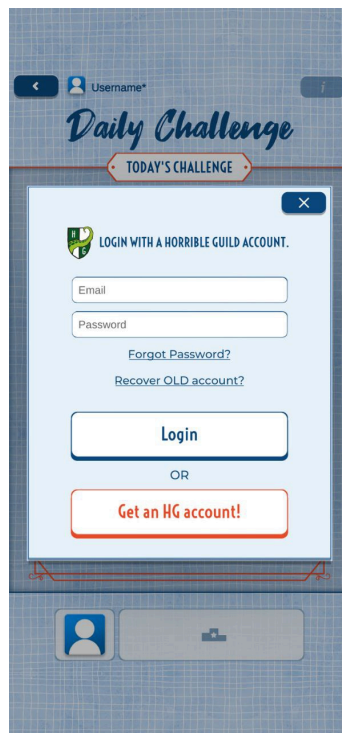 Username*
Daily Challenge
TODAY'S CHALLENGE
LOGIN WITH A HORRIBLE GUILD ACCOUNT.
Email
Password
Forgot Password?
Recover OLD account?
Login
OR
Get an HG account!